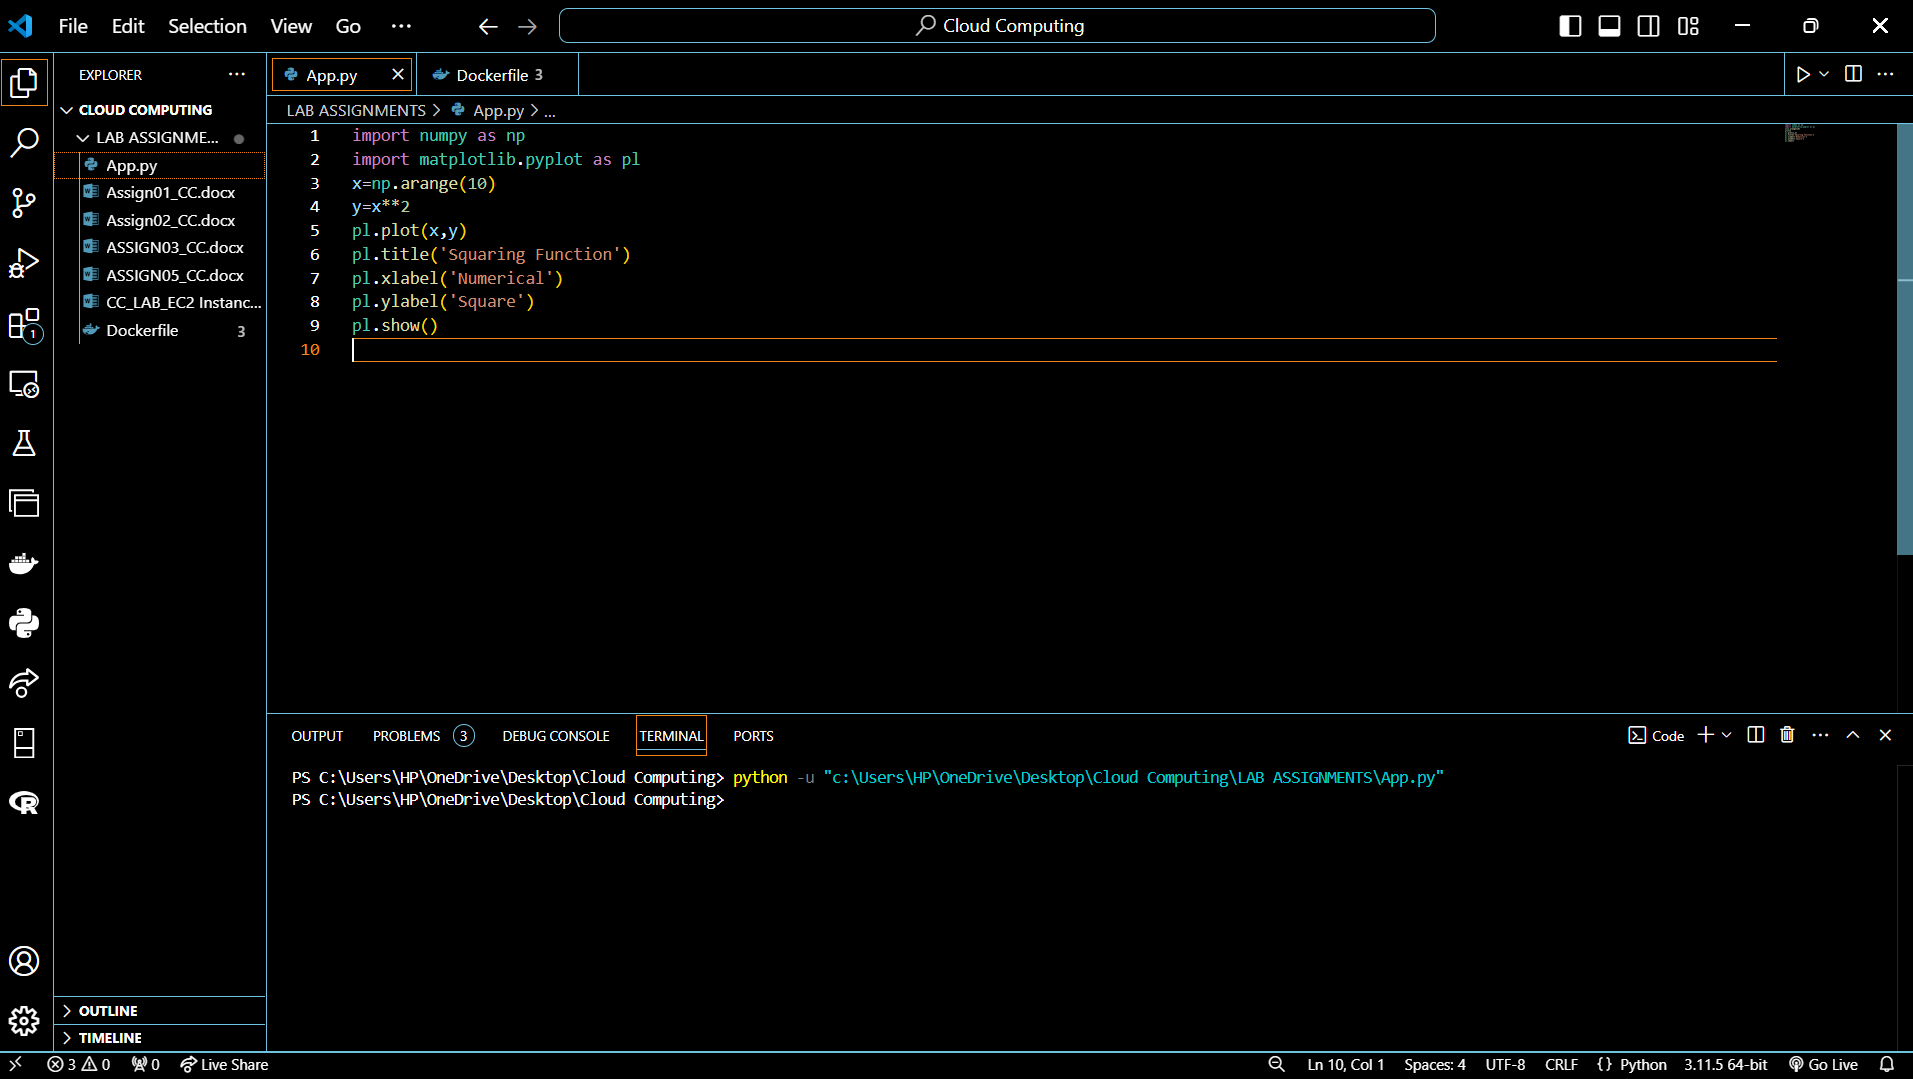 File Edit Selection View Go ···
Cloud Computing
EXPLORER ···
CLOUD COMPUTING
LAB ASSIGNME...
App.py
Assign01_CC.docx
Assign02_CC.docx
ASSIGN03_CC.docx
ASSIGN05_CC.docx
CC_LAB_EC2 Instanc...
Dockerfile 3
1
OUTLINE
TIMELINE
App.py
Dockerfile 3
LAB ASSIGNMENTS > App.py > ...
1 import numpy as np
2 import matplotlib.pyplot as pl
3 x=np.arange(10)
4 y=x**2
5 pl.plot(x,y)
6 pl.title('Squaring Function')
7 pl.xlabel('Numerical')
8 pl.ylabel('Square')
9 pl.show()
10
OUTPUT PROBLEMS 3 DEBUG CONSOLE TERMINAL PORTS
Code
PS C:\Users\HP\OneDrive\Desktop\Cloud Computing> python -u "c:\Users\HP\OneDrive\Desktop\Cloud Computing\LAB ASSIGNMENTS\App.py"
PS C:\Users\HP\OneDrive\Desktop\Cloud Computing>
3 0 0 Live Share
Ln 10, Col 1 Spaces: 4 UTF-8 CRLF {} Python 3.11.5 64-bit Go Live